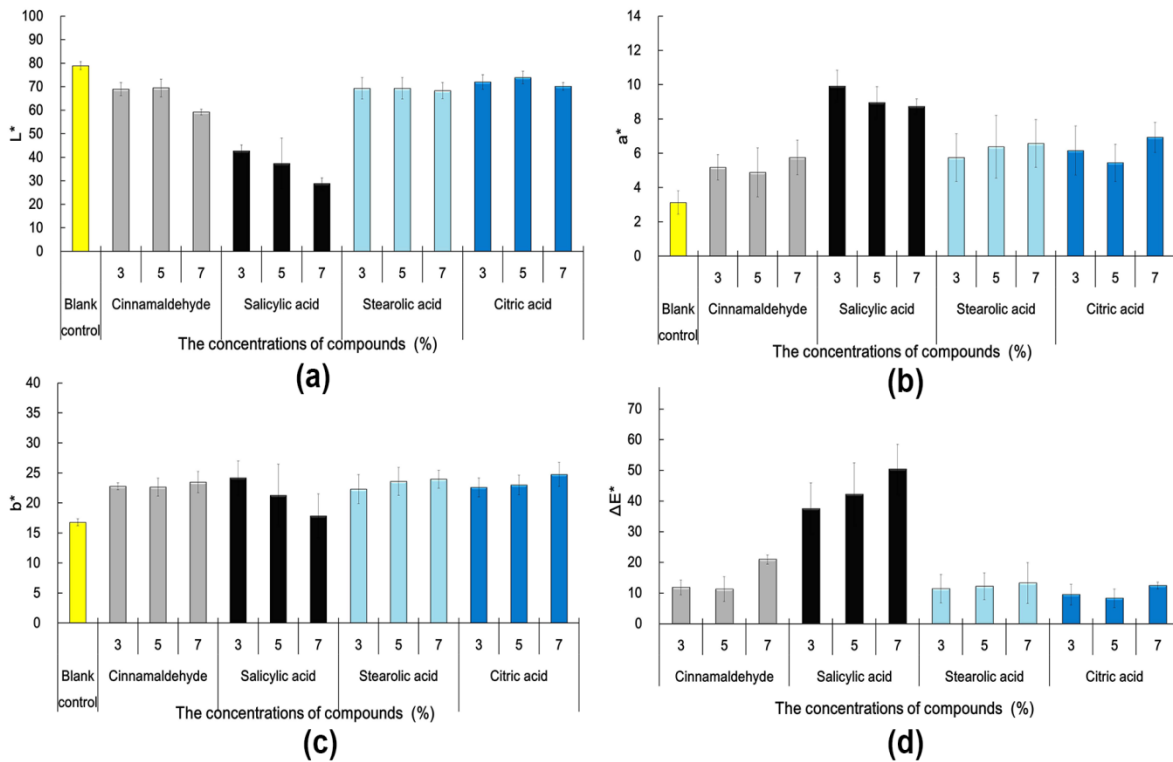 100
90
80
70
60
50
40
30
20
10
0
L*
3 5 7 3 5 7 3 5 7 3 5 7
Blank control Cinnamaldehyde Salicylic acid Stearolic acid Citric acid
The concentrations of compounds (%)
(a)
14
12
10
8
6
4
2
0
a*
3 5 7 3 5 7 3 5 7 3 5 7
Blank control Cinnamaldehyde Salicylic acid Stearolic acid Citric acid
The concentrations of compounds (%)
(b)
40
35
30
25
20
15
10
5
0
b*
3 5 7 3 5 7 3 5 7 3 5 7
Blank control Cinnamaldehyde Salicylic acid Stearolic acid Citric acid
The concentrations of compounds (%)
(c)
70
60
50
40
30
20
10
0
ΔE*
3 5 7 3 5 7 3 5 7 3 5 7
Cinnamaldehyde Salicylic acid Stearolic acid Citric acid
The concentrations of compounds (%)
(d)